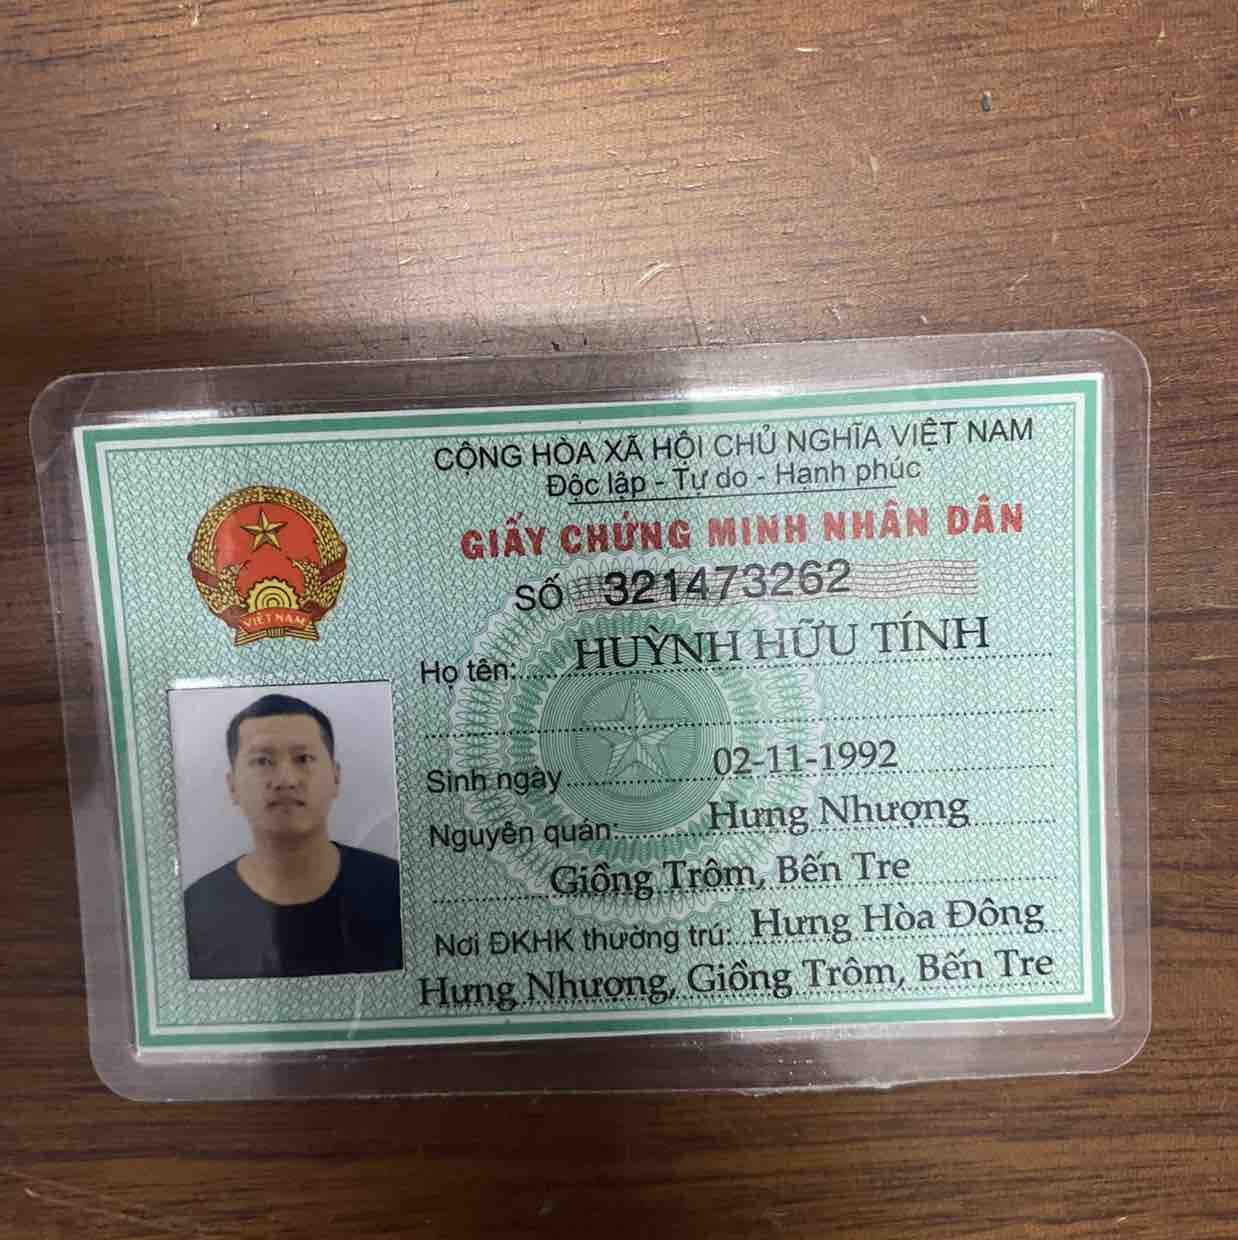 CỘNG HÒA XÃ HỘI CHỦ NGHĨA VIỆT NAM
Độc lập - Tự do - Hạnh phúc
GIẤY CHỨNG MINH NHÂN DÂN
SỐ 321473262
VIỆT NAM
Họ tên: HUỲNH HỮU TÍNH
Sinh ngày 02-11-1992
Nguyên quán: Hưng Nhượng
Giồng Trôm, Bến Tre
Nơi ĐKHK thường trú: Hưng Hòa Đông
Hưng Nhượng, Giồng Trôm, Bến Tre